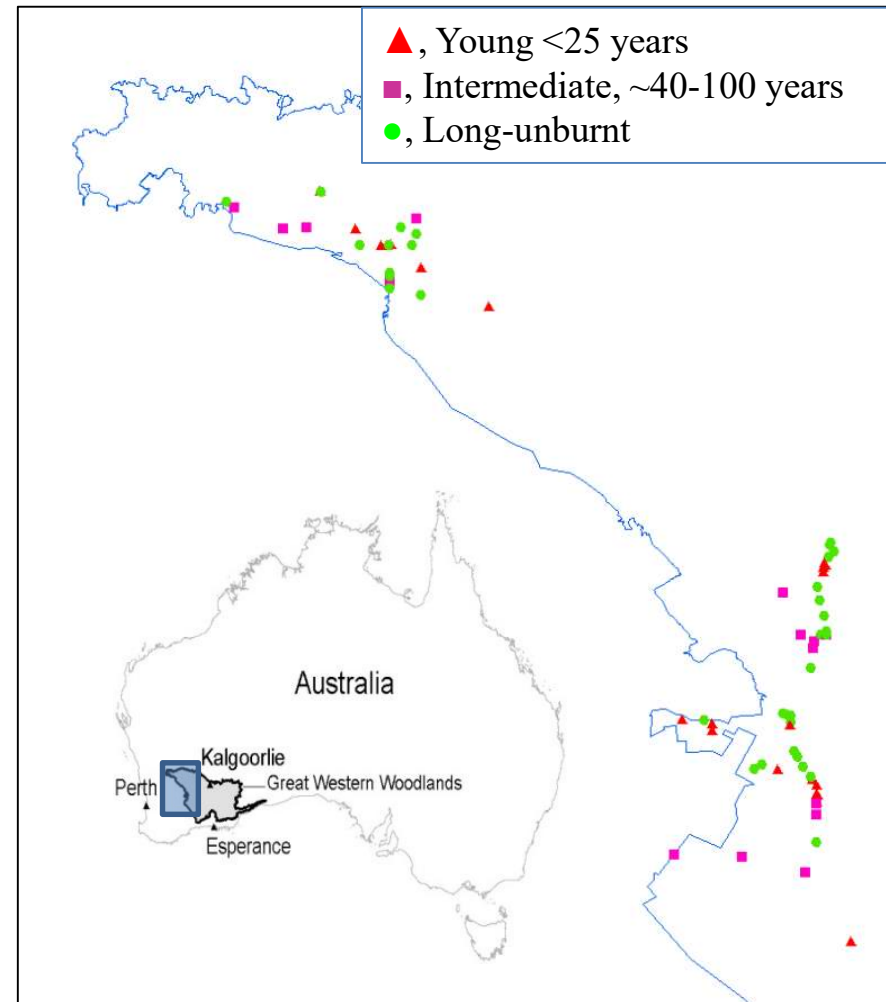 , Young <25 years
, Intermediate, ~40-100 years
, Long-unburnt
Australia
Kalgoorlie
Perth
Great Western Woodlands
Esperance